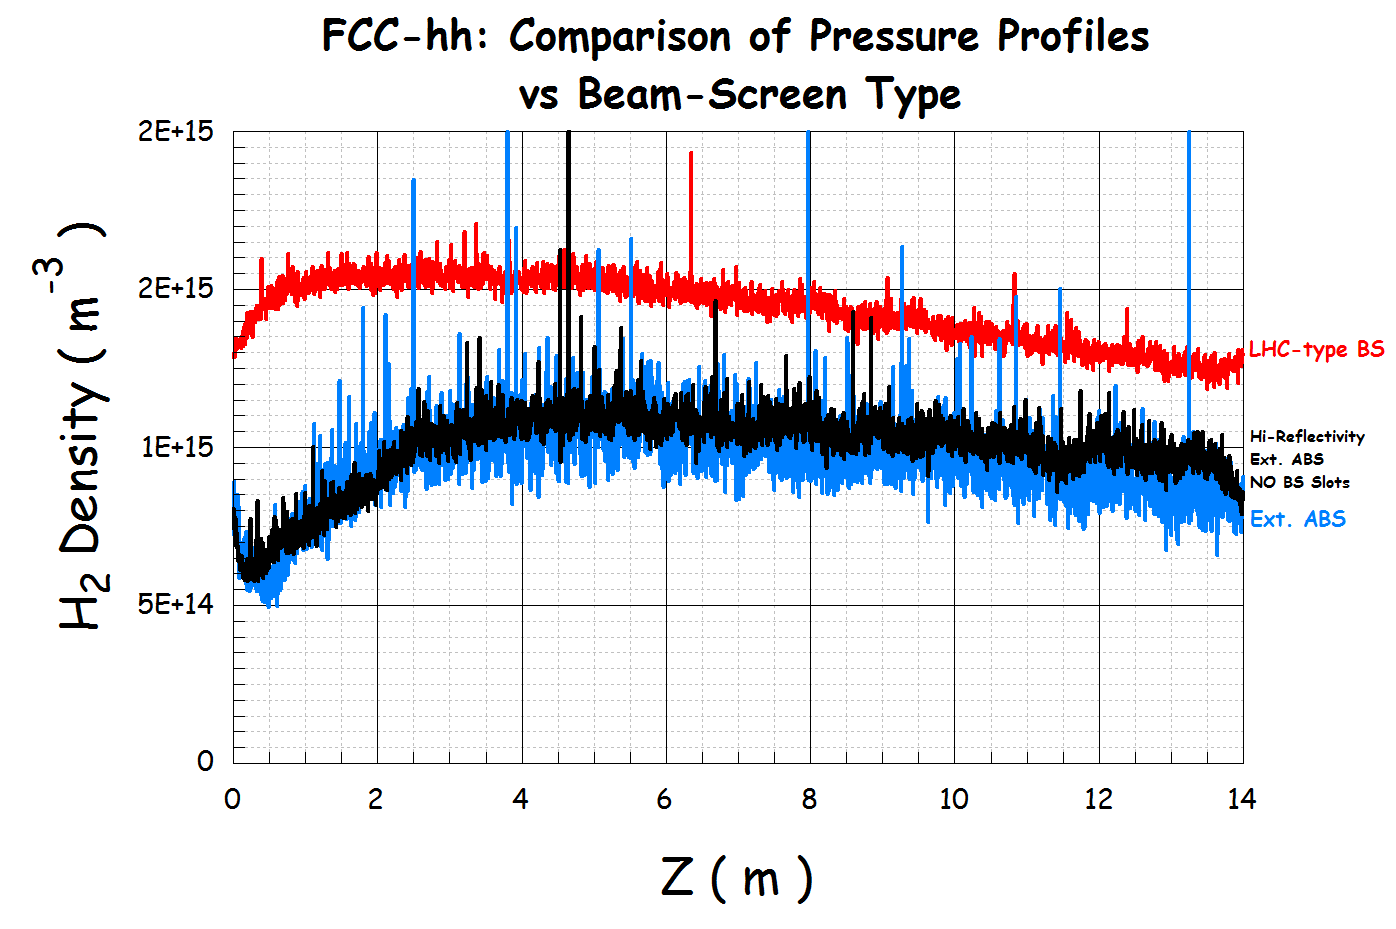 FCC-hh: Comparison of Pressure Profiles
vs Beam-Screen Type
H2 Density ( m-3 )
2E+15
2E+15
1E+15
5E+14
0
0 2 4 6 8 10 12 14
Z ( m )
LHC-type BS
Hi-Reflectivity
Ext. ABS
NO BS Slots
Ext. ABS